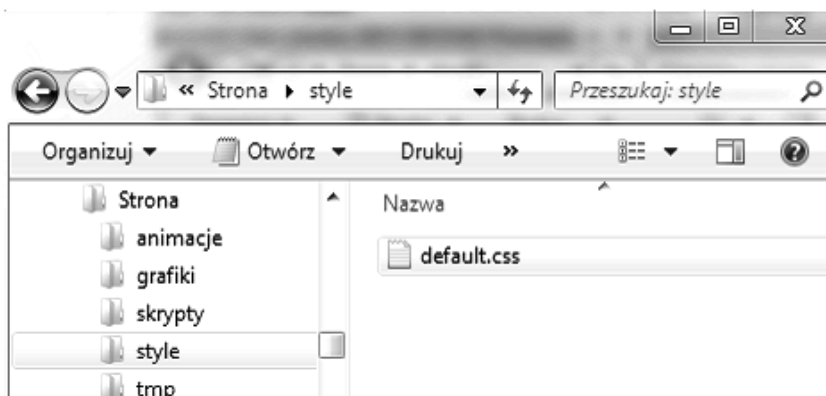 « Strona ▸ style
Przeszukaj: style
Organizuj ▾ Otwórz ▾ Drukuj »
Strona
animacje
grafiki
skrypty
style
tmp
Nazwa
default.css